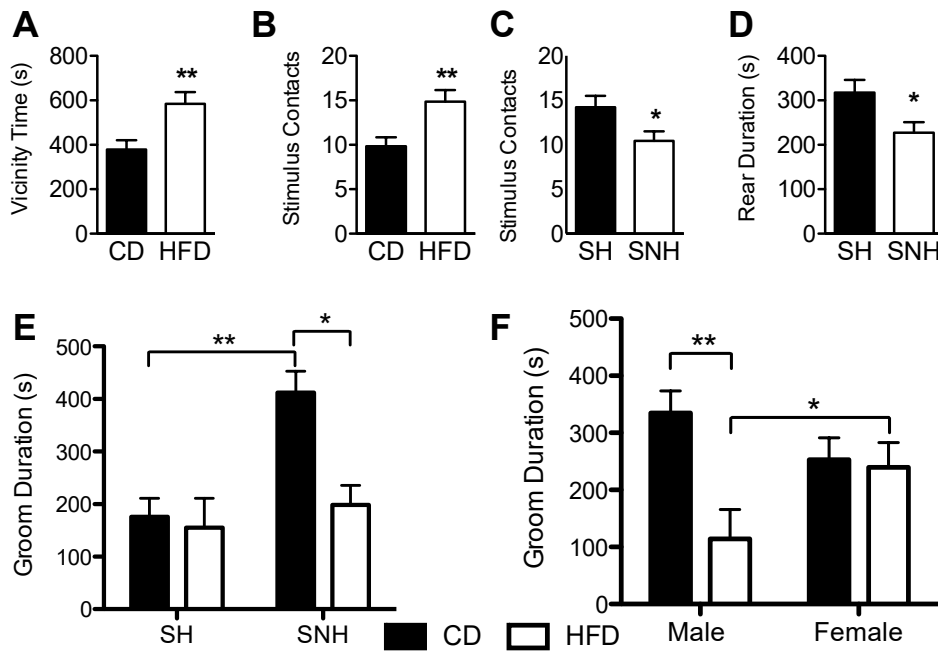 A
Vicinity Time (s)
800
600
400
200
0
**
CD HFD
B
Stimulus Contacts
20
15
10
5
0
**
CD HFD
C
Stimulus Contacts
20
15
10
5
0
*
SH SNH
D
Rear Duration (s)
400
300
200
100
0
*
SH SNH
E
Groom Duration (s)
500
400
300
200
100
0
**
*
SH SNH
F
Groom Duration (s)
500
400
300
200
100
0
**
*
Male Female
CD HFD